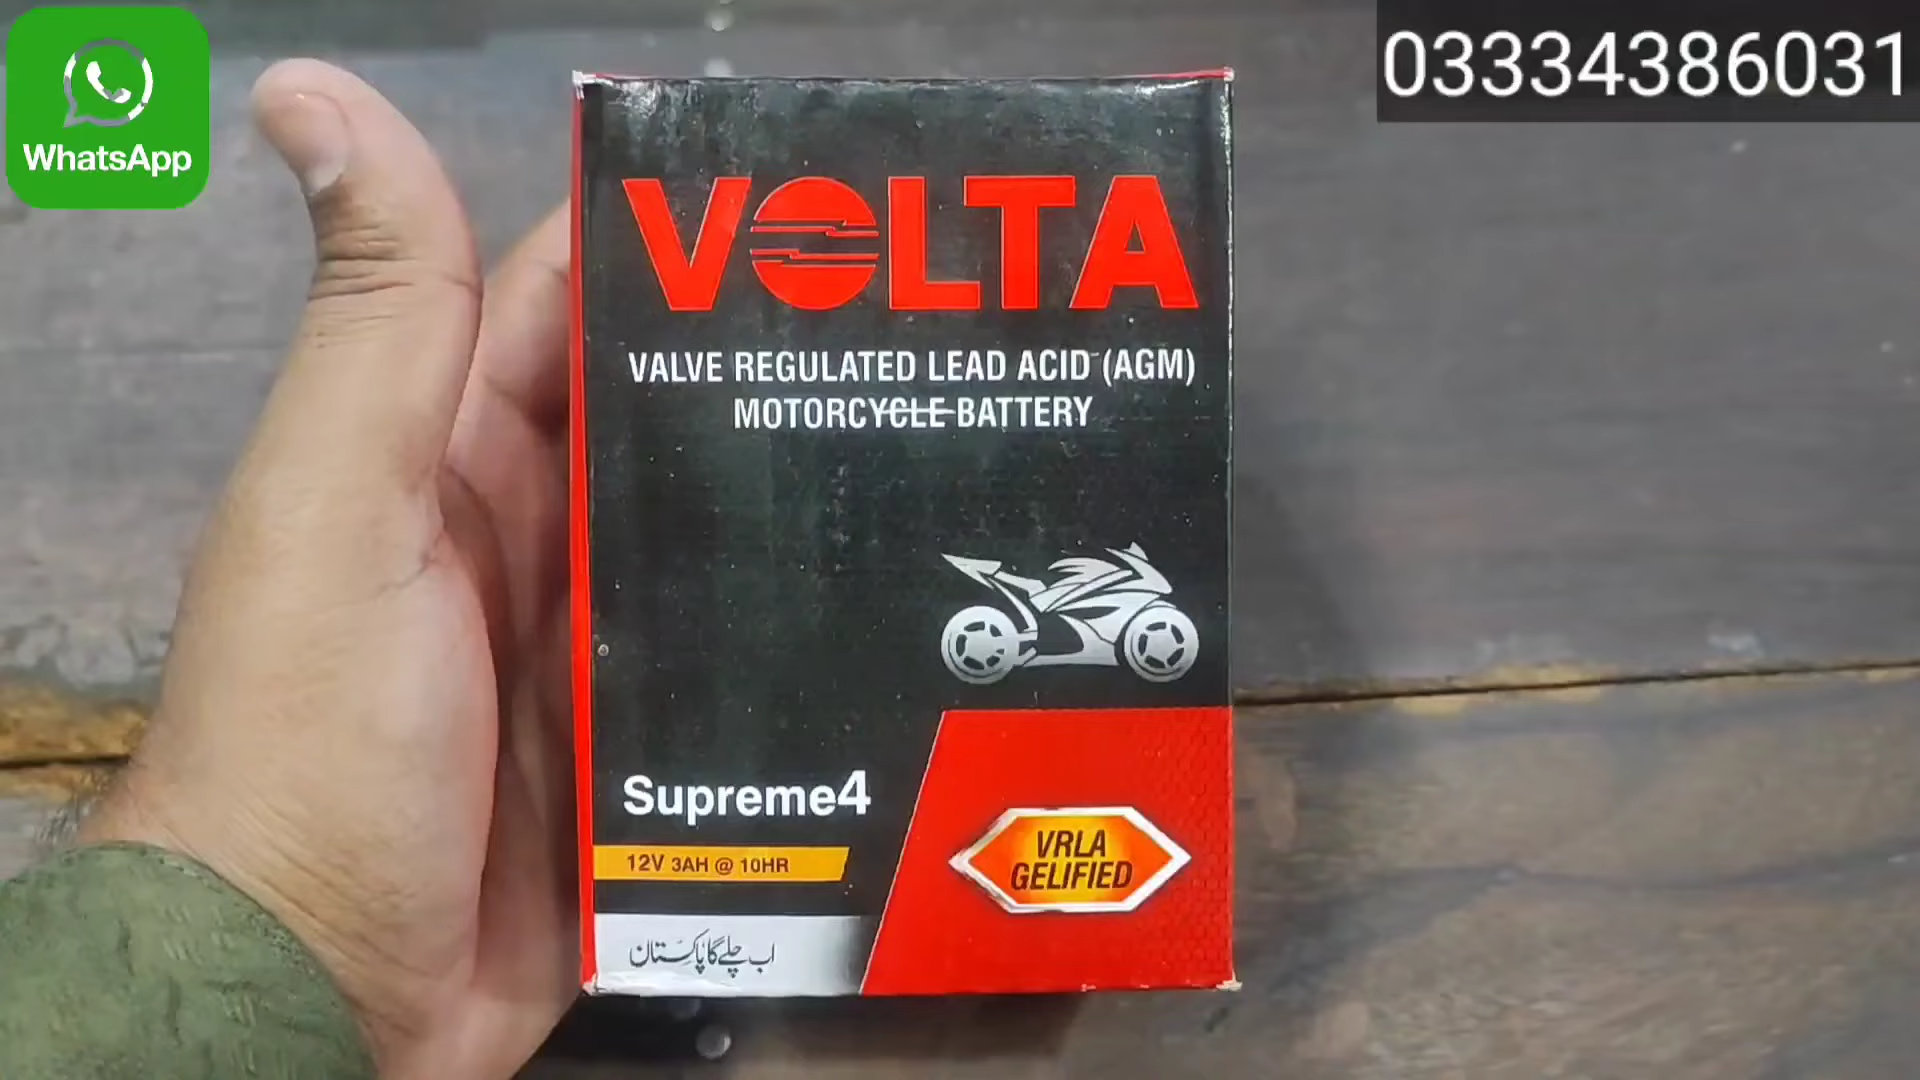 WhatsApp
03334386031
VOLTA
VALVE REGULATED LEAD ACID (AGM)
MOTORCYCLE BATTERY
Supreme4
12V 3AH @ 10HR
VRLA
GELIFIED
اب چلے گا پاکستان